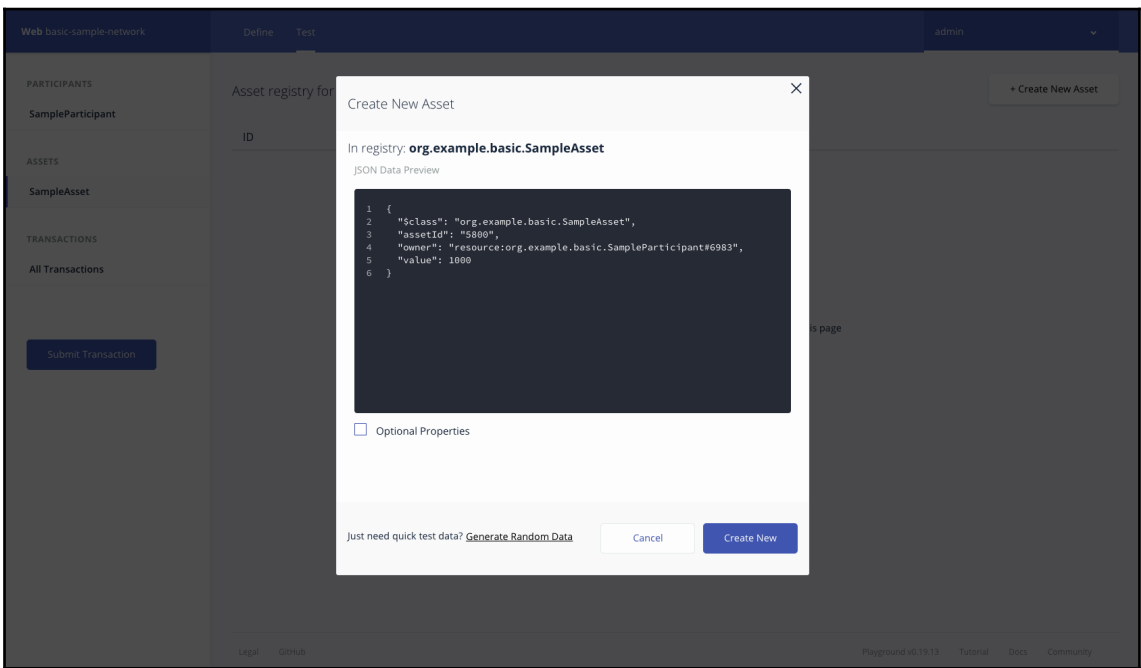 Web basic-sample-network
Define Test
admin
PARTICIPANTS
SampleParticipant
ASSETS
SampleAsset
TRANSACTIONS
All Transactions
Submit Transaction
Asset registry for
+ Create New Asset
ID
Create New Asset
In registry: org.example.basic.SampleAsset
JSON Data Preview
1 {
2 "$class": "org.example.basic.SampleAsset",
3 "assetId": "5800",
4 "owner": "resource:org.example.basic.SampleParticipant#6983",
5 "value": 1000
6 }
is page
Optional Properties
Just need quick test data? Generate Random Data
Cancel
Create New
Legal GitHub
Playground v0.19.13 Tutorial Docs Community